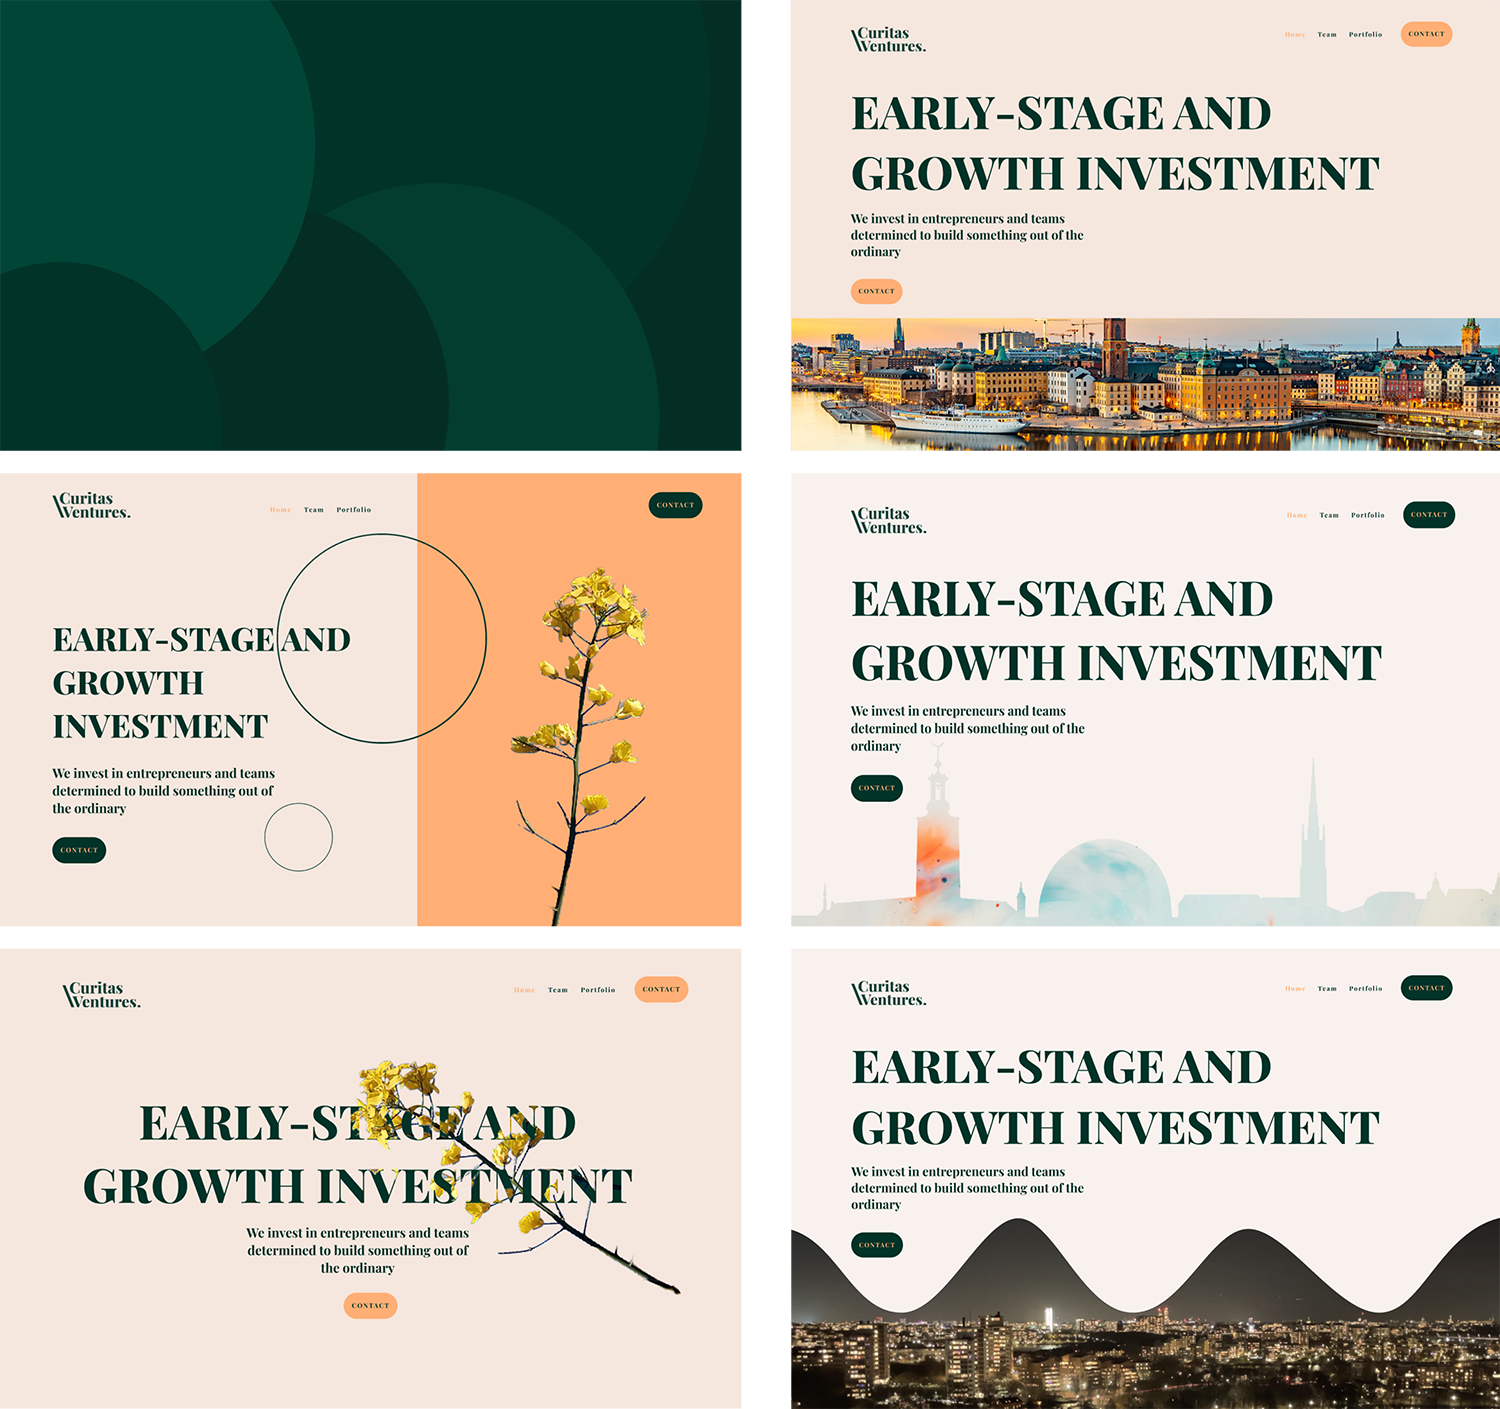 Curitas
Ventures.
Home Team Portfolio CONTACT
EARLY-STAGE AND
GROWTH INVESTMENT
We invest in entrepreneurs and teams
determined to build something out of the
ordinary
CONTACT
Curitas
Ventures.
Home Team Portfolio CONTACT
EARLY-STAGE AND
GROWTH
INVESTMENT
We invest in entrepreneurs and teams
determined to build something out of
the ordinary
CONTACT
Curitas
Ventures.
Home Team Portfolio CONTACT
EARLY-STAGE AND
GROWTH INVESTMENT
We invest in entrepreneurs and teams
determined to build something out of the
ordinary
CONTACT
Curitas
Ventures.
Home Team Portfolio CONTACT
EARLY-STAGE AND
GROWTH INVESTMENT
We invest in entrepreneurs and teams
determined to build something out of
the ordinary
CONTACT
Curitas
Ventures.
Home Team Portfolio CONTACT
EARLY-STAGE AND
GROWTH INVESTMENT
We invest in entrepreneurs and teams
determined to build something out of the
ordinary
CONTACT